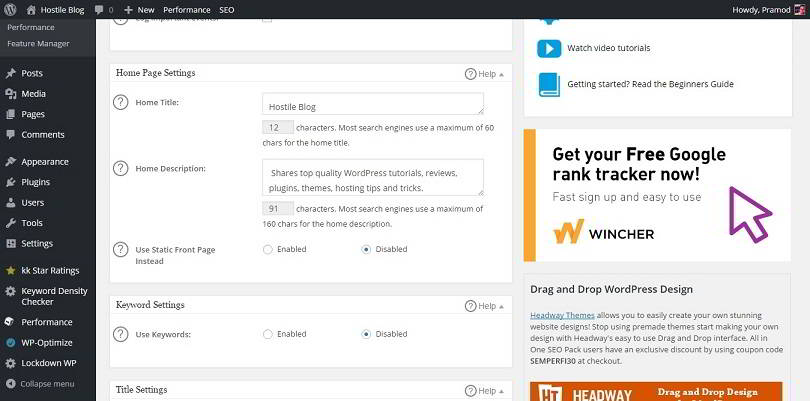 Hostile Blog
0
New
Performance
SEO
Howdy, Pramod
Performance
Feature Manager
Posts
Media
Pages
Comments
Appearance
Plugins
Users
Tools
Settings
kk Star Ratings
Keyword Density
Checker
Performance
WP-Optimize
Lockdown WP
Collapse menu
Log Important Events:
Home Page Settings
Help
Home Title:
Hostile Blog
12 characters. Most search engines use a maximum of 60
chars for the home title.
Home Description:
Shares top quality WordPress tutorials, reviews,
plugins, themes, hosting tips and tricks.
91 characters. Most search engines use a maximum of
160 chars for the home description.
Use Static Front Page
Instead
Enabled
Disabled
Keyword Settings
Help
Use Keywords:
Enabled
Disabled
Title Settings
Help
Watch video tutorials
Getting started? Read the Beginners Guide
Get your Free Google
rank tracker now!
Fast sign up and easy to use
WINCHER
Drag and Drop WordPress Design
Headway Themes allows you to easily create your own stunning
website designs! Stop using premade themes start making your own
design with Headway's easy to use Drag and Drop interface. All in
One SEO Pack users have an exclusive discount by using coupon code
SEMPERFI30 at checkout.
HT HEADWAY
Drag and Drop Design